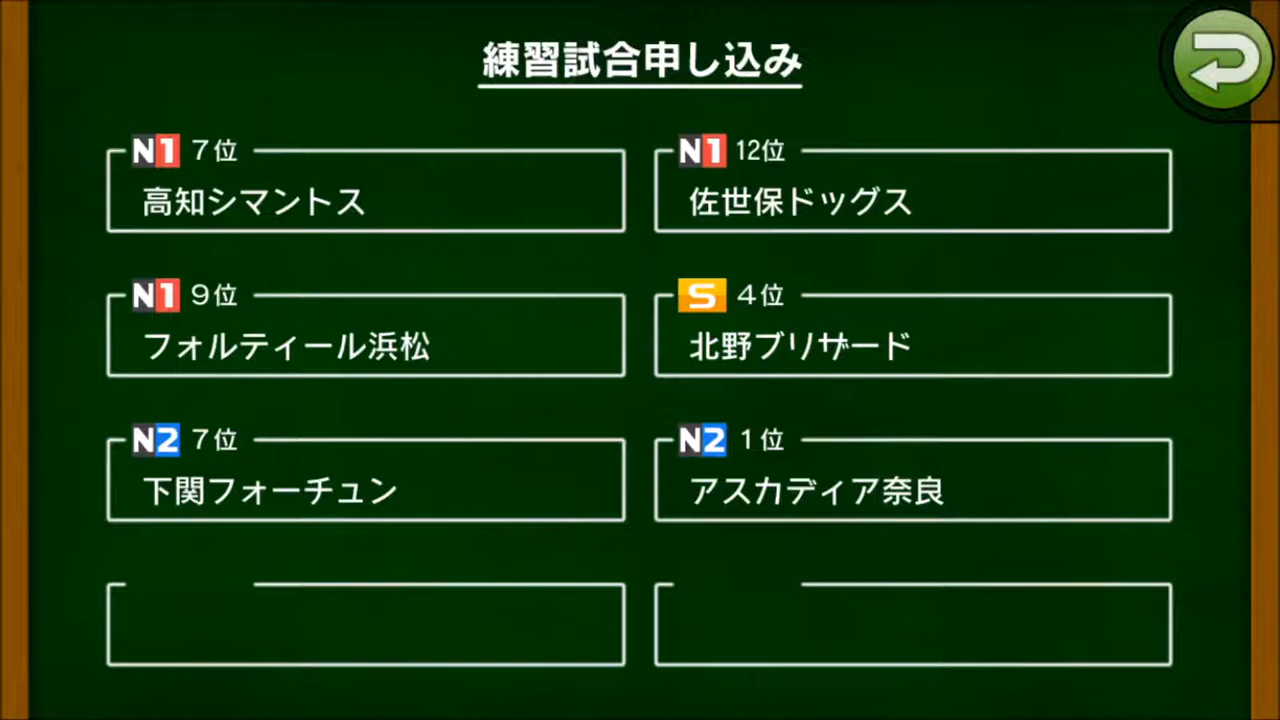 練習試合申し込み
N1 7位
高知シマントス
N1 12位
佐世保ドッグス
N1 9位
フォルティール浜松
S 4位
北野ブリザード
N2 7位
下関フォーチュン
N2 1位
アスカディア奈良